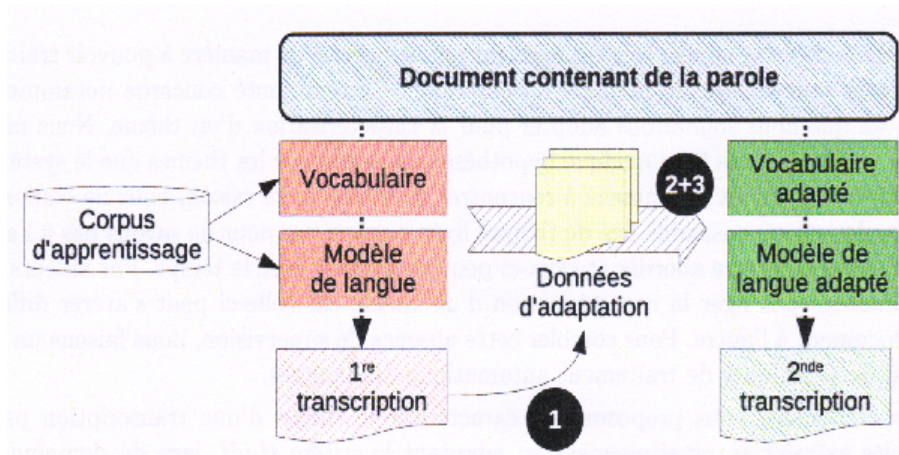 Document contenant de la parole
Vocabulaire
2+3
Vocabulaire
adapté
Corpus
d'apprentissage
Modèle
de langue
Données
d'adaptation
Modèle de
langue adapté
1re
transcription
1
2nde
transcription